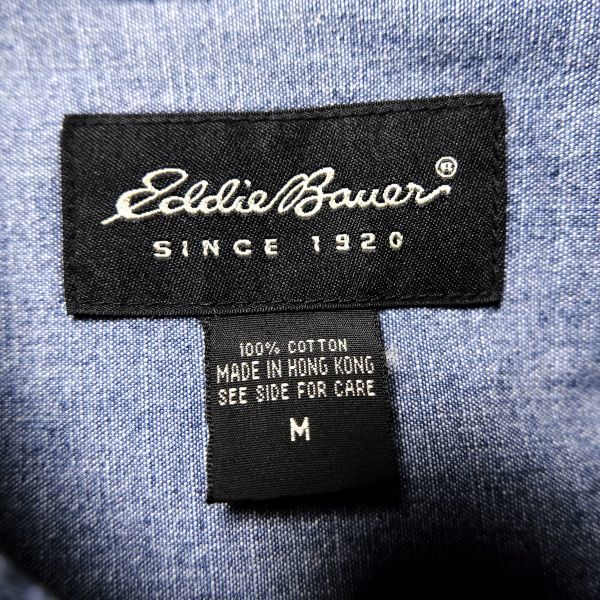 Eddie Bauer®
SINCE 1920
100% COTTON
MADE IN HONG KONG
SEE SIDE FOR CARE
M